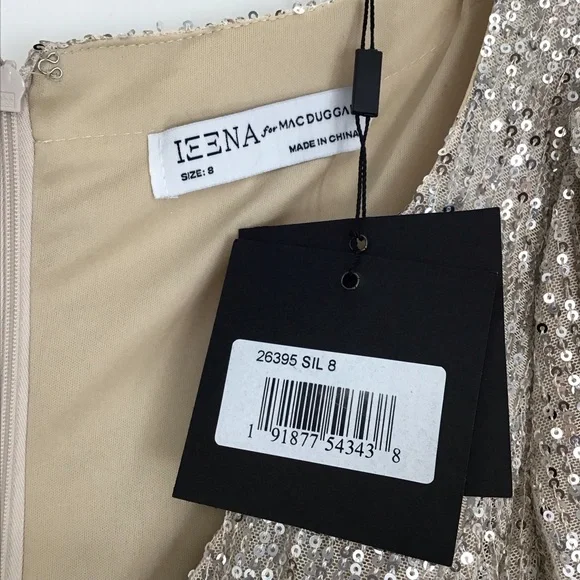 IEENA for MAC DUGGAL
MADE IN CHINA
SIZE: 8
26395 SIL 8
1 91877 54343 8